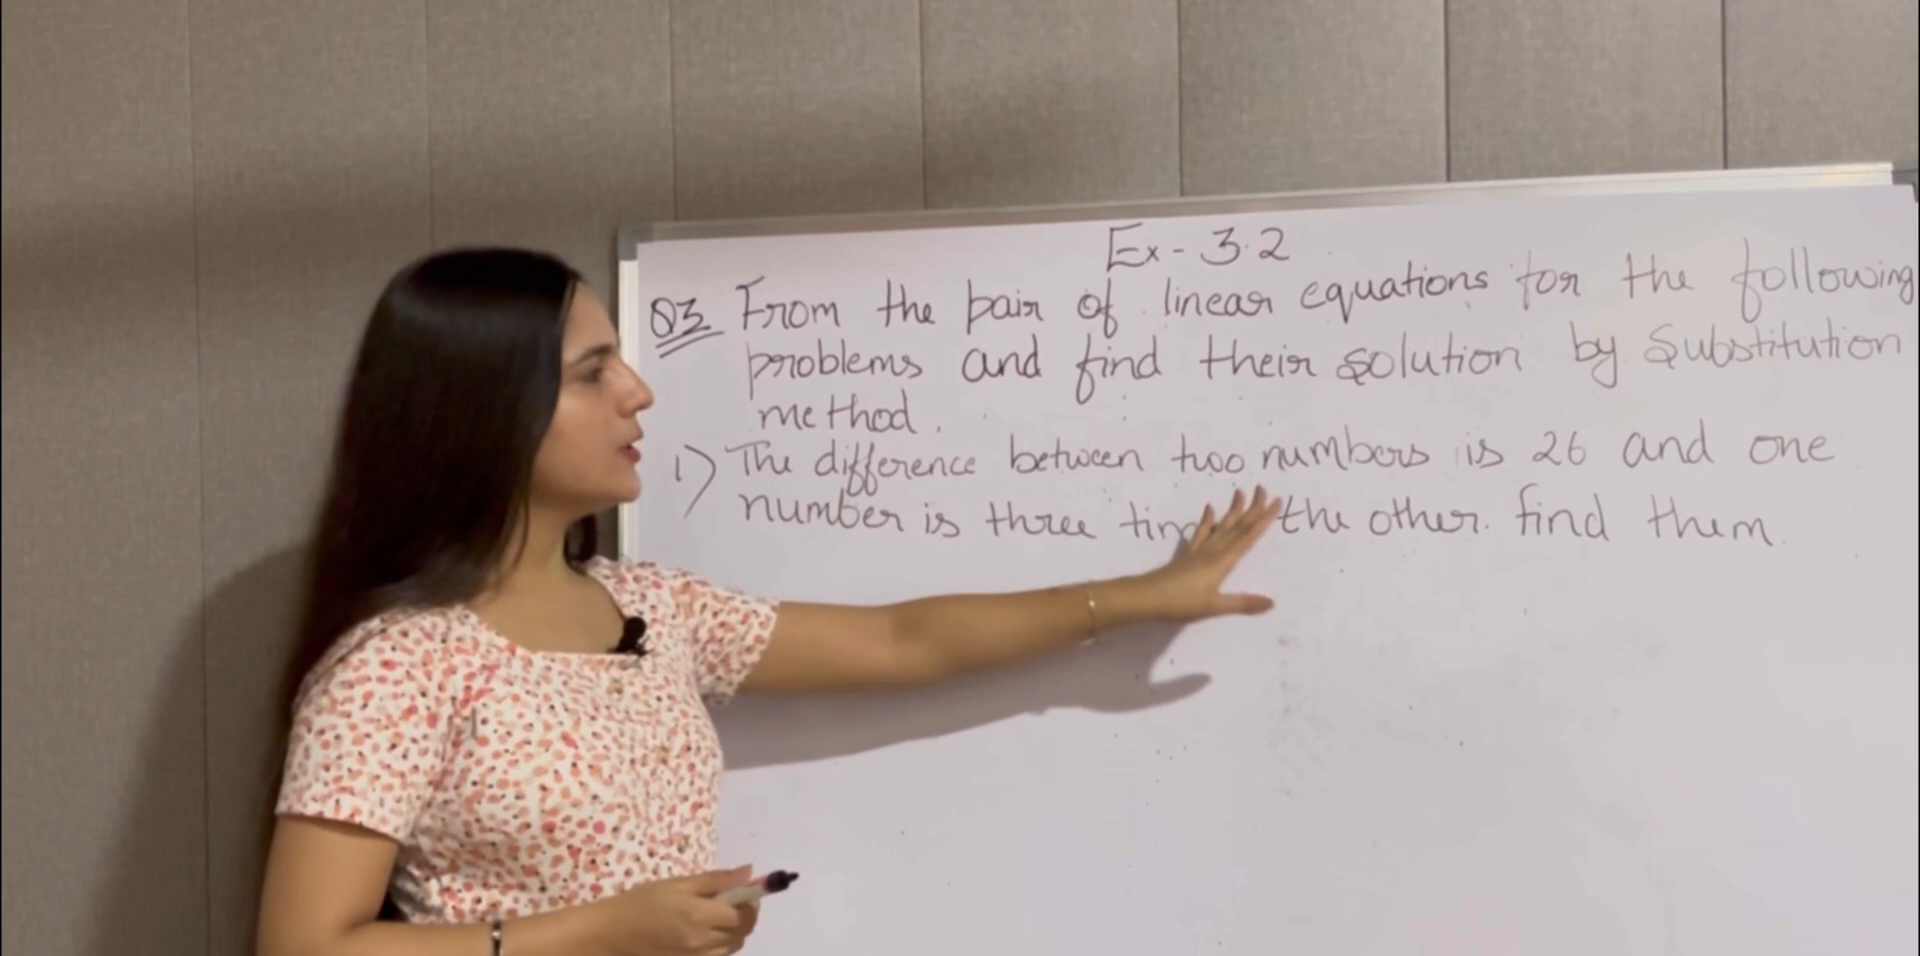 Ex- 3.2
Q3 From the pair of linear equations for the following
problems and find their solution by substitution
method.
1) The difference between two numbers is 26 and one
number is three the other. find them.